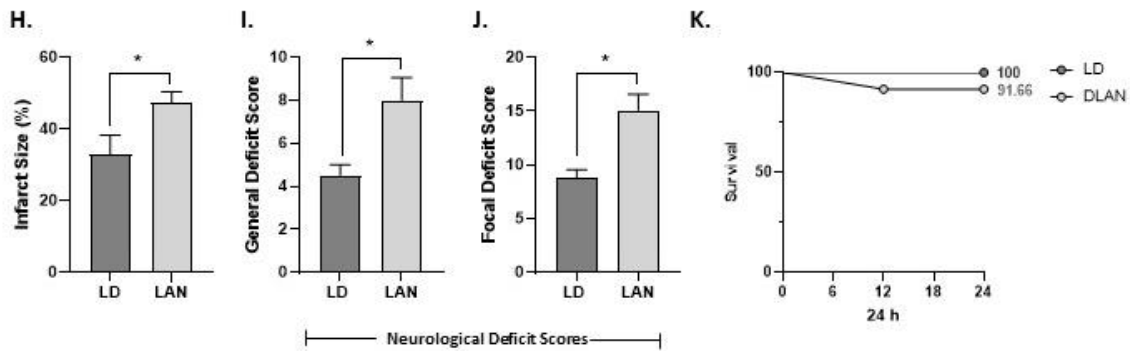 H.
*
60
40
20
0
Infarct Size (%)
LD LAN
I.
*
10
8
6
4
2
0
General Deficit Score
LD LAN
J.
*
20
15
10
5
0
Focal Deficit Score
LD LAN
Neurological Deficit Scores
K.
100
50
0
Survival
100
91.66
LD
DLAN
0 6 12 18 24
24 h